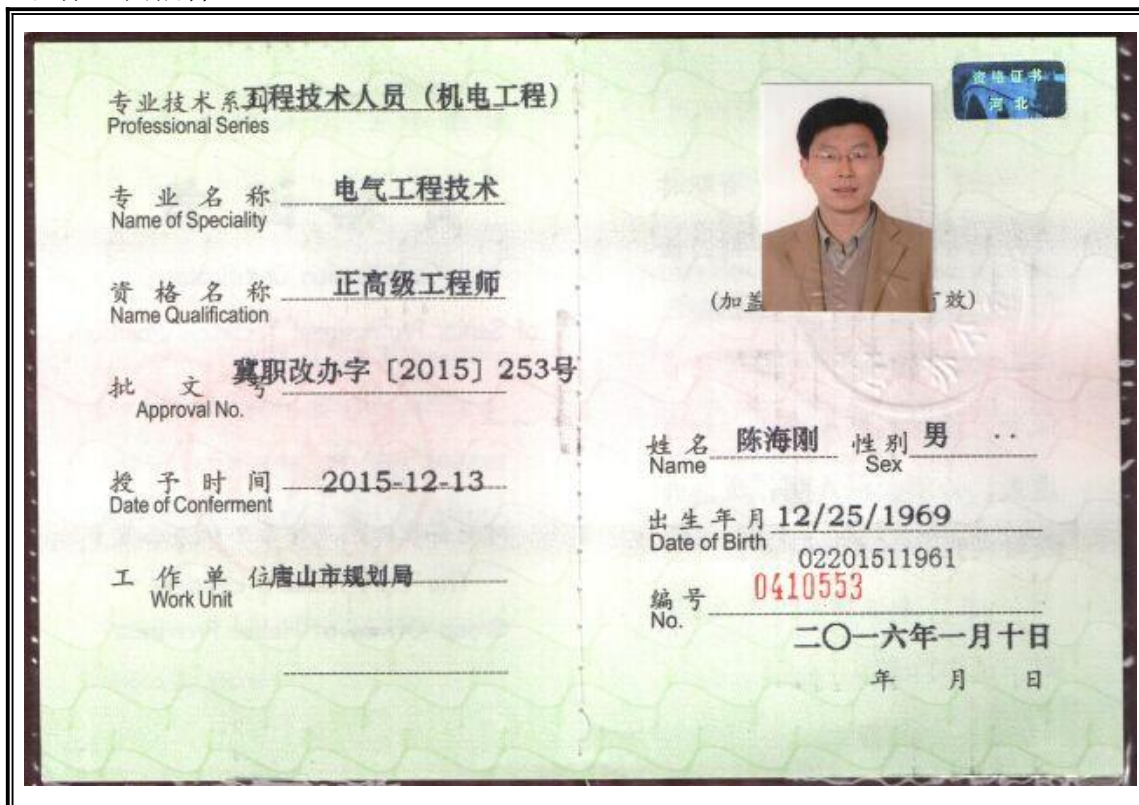 专业技术系列工程技术人员（机电工程）
Professional Series
专业名称 电气工程技术
Name of Speciality
资格名称 正高级工程师
Name Qualification
批文号 冀职改办字〔2015〕253号
Approval No.
授予时间 2015-12-13
Date of Conferment
工作单位 唐山市规划局
Work Unit
资格证书
河北
(加盖 有效)
姓名 陈海刚 性别 男
Name Sex
出生年月 12/25/1969
Date of Birth
02201511961
编号 0410553
No.
二〇一六年一月十日
年 月 日